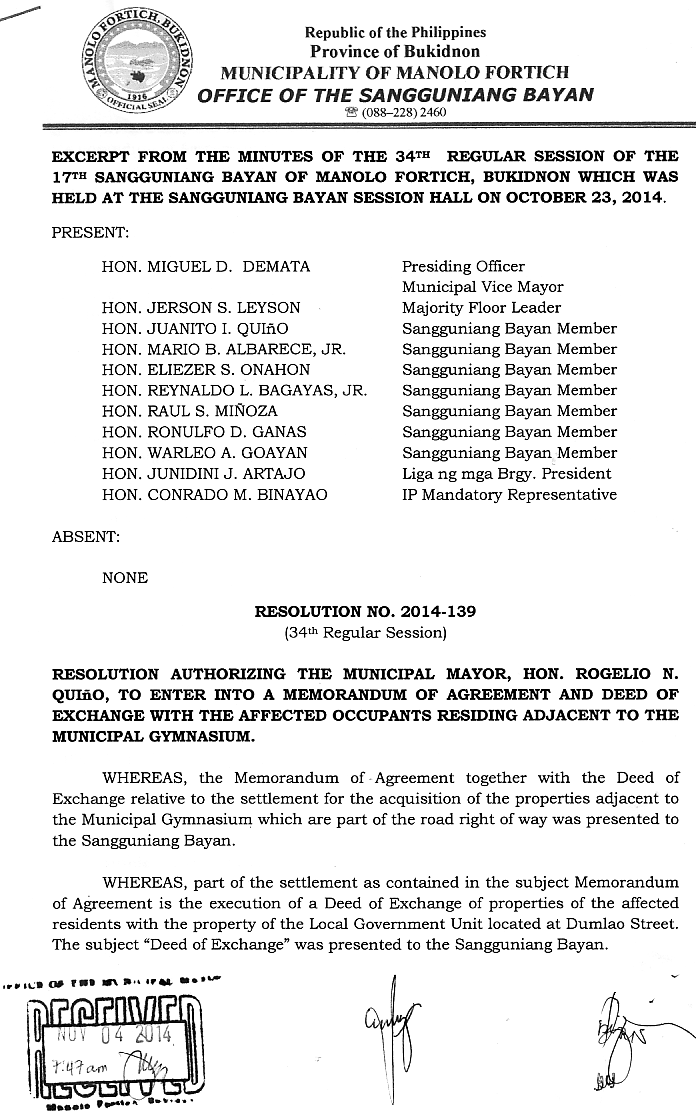 MANOLO FORTICH, BUKIDNON
1916
OFFICIAL SEAL
Republic of the Philippines
Province of Bukidnon
MUNICIPALITY OF MANOLO FORTICH
OFFICE OF THE SANGGUNIANG BAYAN
☏ (088–228) 2460
EXCERPT FROM THE MINUTES OF THE 34TH REGULAR SESSION OF THE
17TH SANGGUNIANG BAYAN OF MANOLO FORTICH, BUKIDNON WHICH WAS
HELD AT THE SANGGUNIANG BAYAN SESSION HALL ON OCTOBER 23, 2014.
PRESENT:
HON. MIGUEL D. DEMATA Presiding Officer
Municipal Vice Mayor
HON. JERSON S. LEYSON Majority Floor Leader
HON. JUANITO I. QUIñO Sangguniang Bayan Member
HON. MARIO B. ALBARECE, JR. Sangguniang Bayan Member
HON. ELIEZER S. ONAHON Sangguniang Bayan Member
HON. REYNALDO L. BAGAYAS, JR. Sangguniang Bayan Member
HON. RAUL S. MIÑOZA Sangguniang Bayan Member
HON. RONULFO D. GANAS Sangguniang Bayan Member
HON. WARLEO A. GOAYAN Sangguniang Bayan Member
HON. JUNIDINI J. ARTAJO Liga ng mga Brgy. President
HON. CONRADO M. BINAYAO IP Mandatory Representative
ABSENT:
NONE
RESOLUTION NO. 2014-139
(34th Regular Session)
RESOLUTION AUTHORIZING THE MUNICIPAL MAYOR, HON. ROGELIO N.
QUIñO, TO ENTER INTO A MEMORANDUM OF AGREEMENT AND DEED OF
EXCHANGE WITH THE AFFECTED OCCUPANTS RESIDING ADJACENT TO THE
MUNICIPAL GYMNASIUM.
WHEREAS, the Memorandum of Agreement together with the Deed of
Exchange relative to the settlement for the acquisition of the properties adjacent to
the Municipal Gymnasium which are part of the road right of way was presented to
the Sangguniang Bayan.
WHEREAS, part of the settlement as contained in the subject Memorandum
of Agreement is the execution of a Deed of Exchange of properties of the affected
residents with the property of the Local Government Unit located at Dumlao Street.
The subject “Deed of Exchange” was presented to the Sangguniang Bayan.
OFFICE OF THE MUNICIPAL
RECEIVED
NOV 04 2014
7:47am
RECEIVED
Manolo Fortich Bukidnon